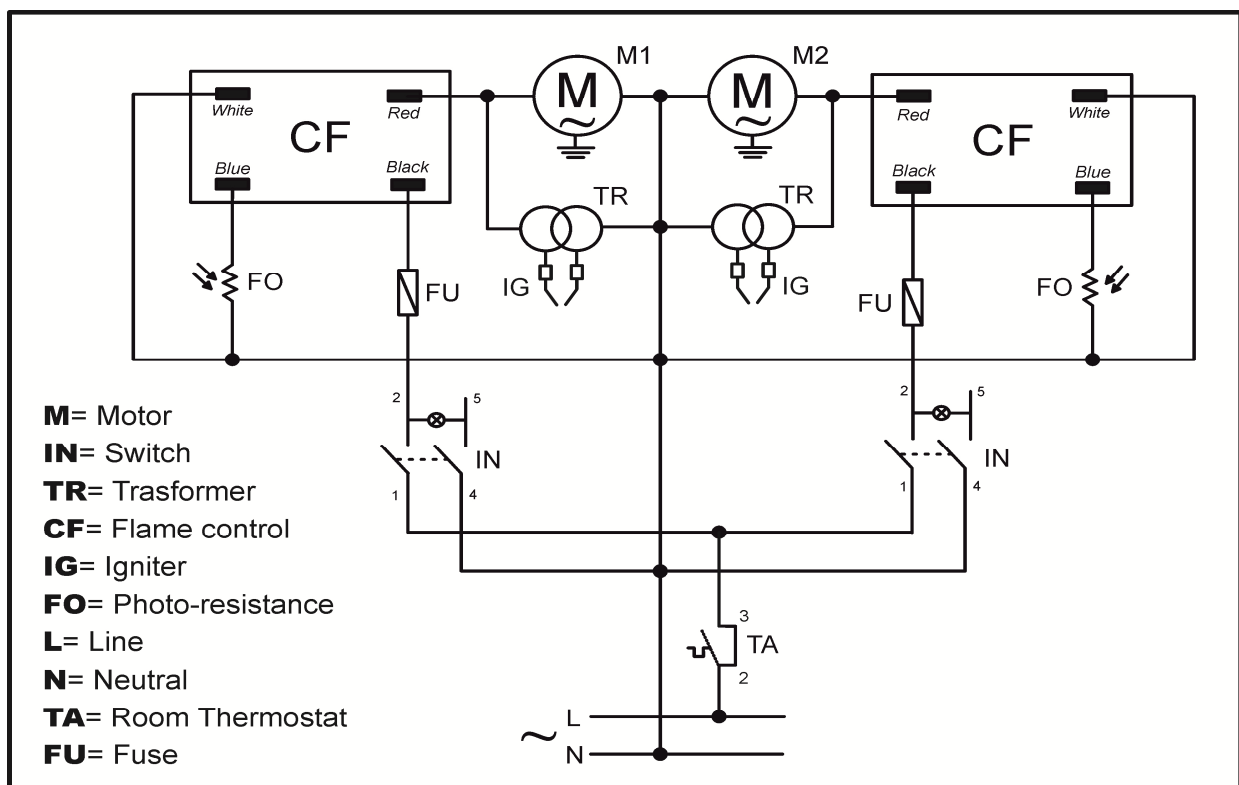 M1
M2
White
Red
CF
Blue
Black
M
~
M
~
Red
White
CF
Black
Blue
TR
TR
FO
FU
IG
IG
FU
FO
2
5
IN
1
4
2
5
IN
1
4
3
TA
2
L
~
N
M= Motor
IN= Switch
TR= Trasformer
CF= Flame control
IG= Igniter
FO= Photo-resistance
L= Line
N= Neutral
TA= Room Thermostat
FU= Fuse